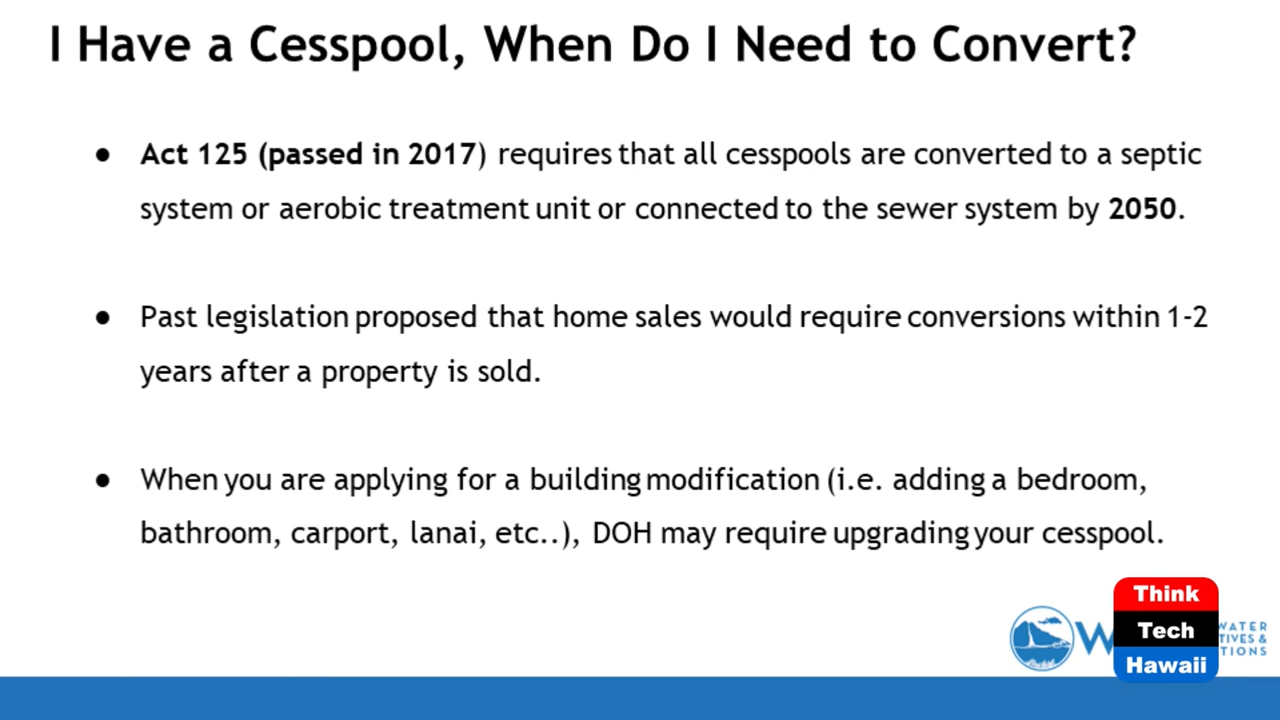 I Have a Cesspool, When Do I Need to Convert?
● Act 125 (passed in 2017) requires that all cesspools are converted to a septic
system or aerobic treatment unit or connected to the sewer system by 2050.
● Past legislation proposed that home sales would require conversions within 1-2
years after a property is sold.
● When you are applying for a building modification (i.e. adding a bedroom,
bathroom, carport, lanai, etc..), DOH may require upgrading your cesspool.
Think
Tech
Hawaii